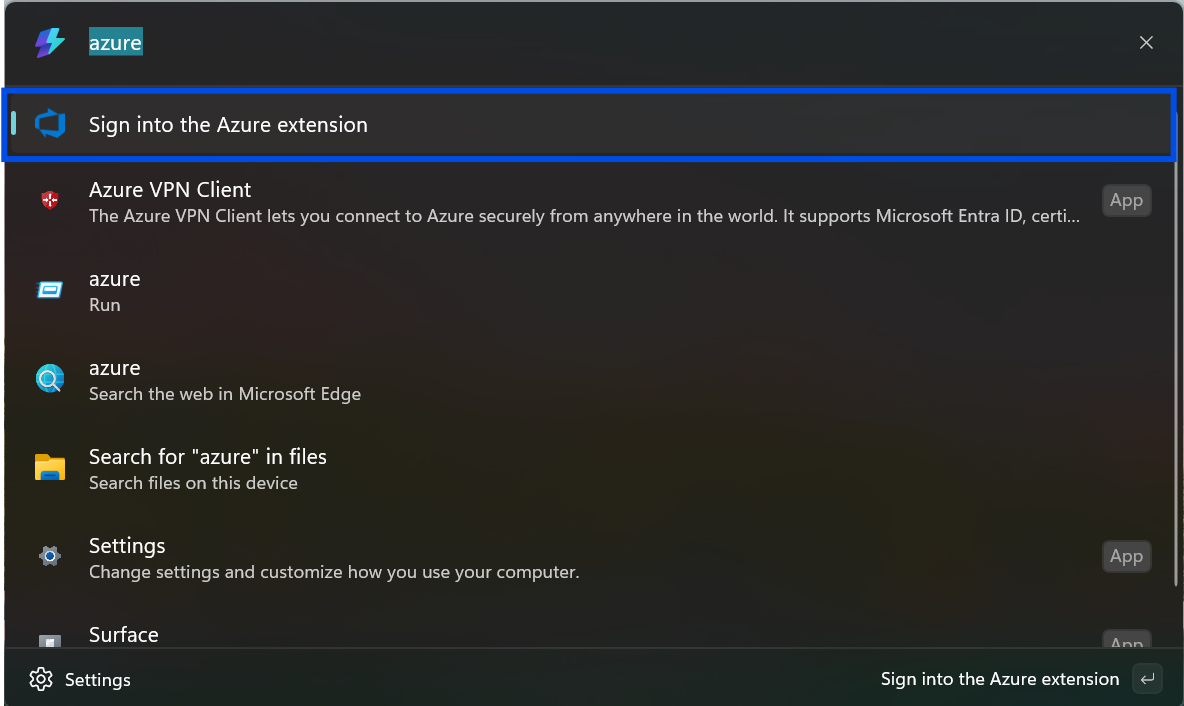 azure
Sign into the Azure extension
Azure VPN Client
The Azure VPN Client lets you connect to Azure securely from anywhere in the world. It supports Microsoft Entra ID, certi...
App
azure
Run
azure
Search the web in Microsoft Edge
Search for "azure" in files
Search files on this device
Settings
Change settings and customize how you use your computer.
App
Surface
App
Settings
Sign into the Azure extension